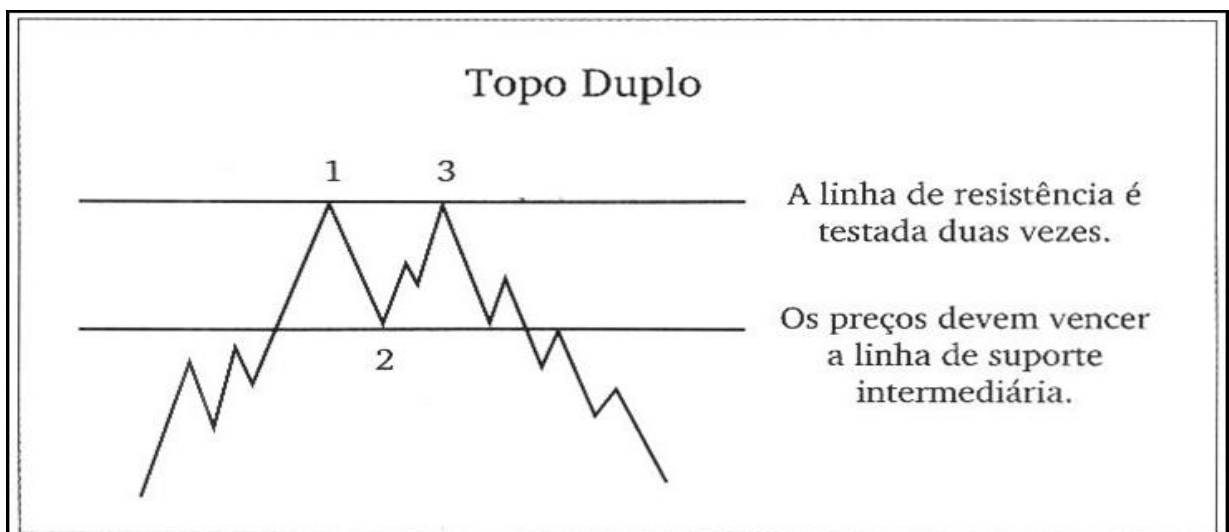 Topo Duplo
1
3
A linha de resistência é
testada duas vezes.
2
Os preços devem vencer
a linha de suporte
intermediária.